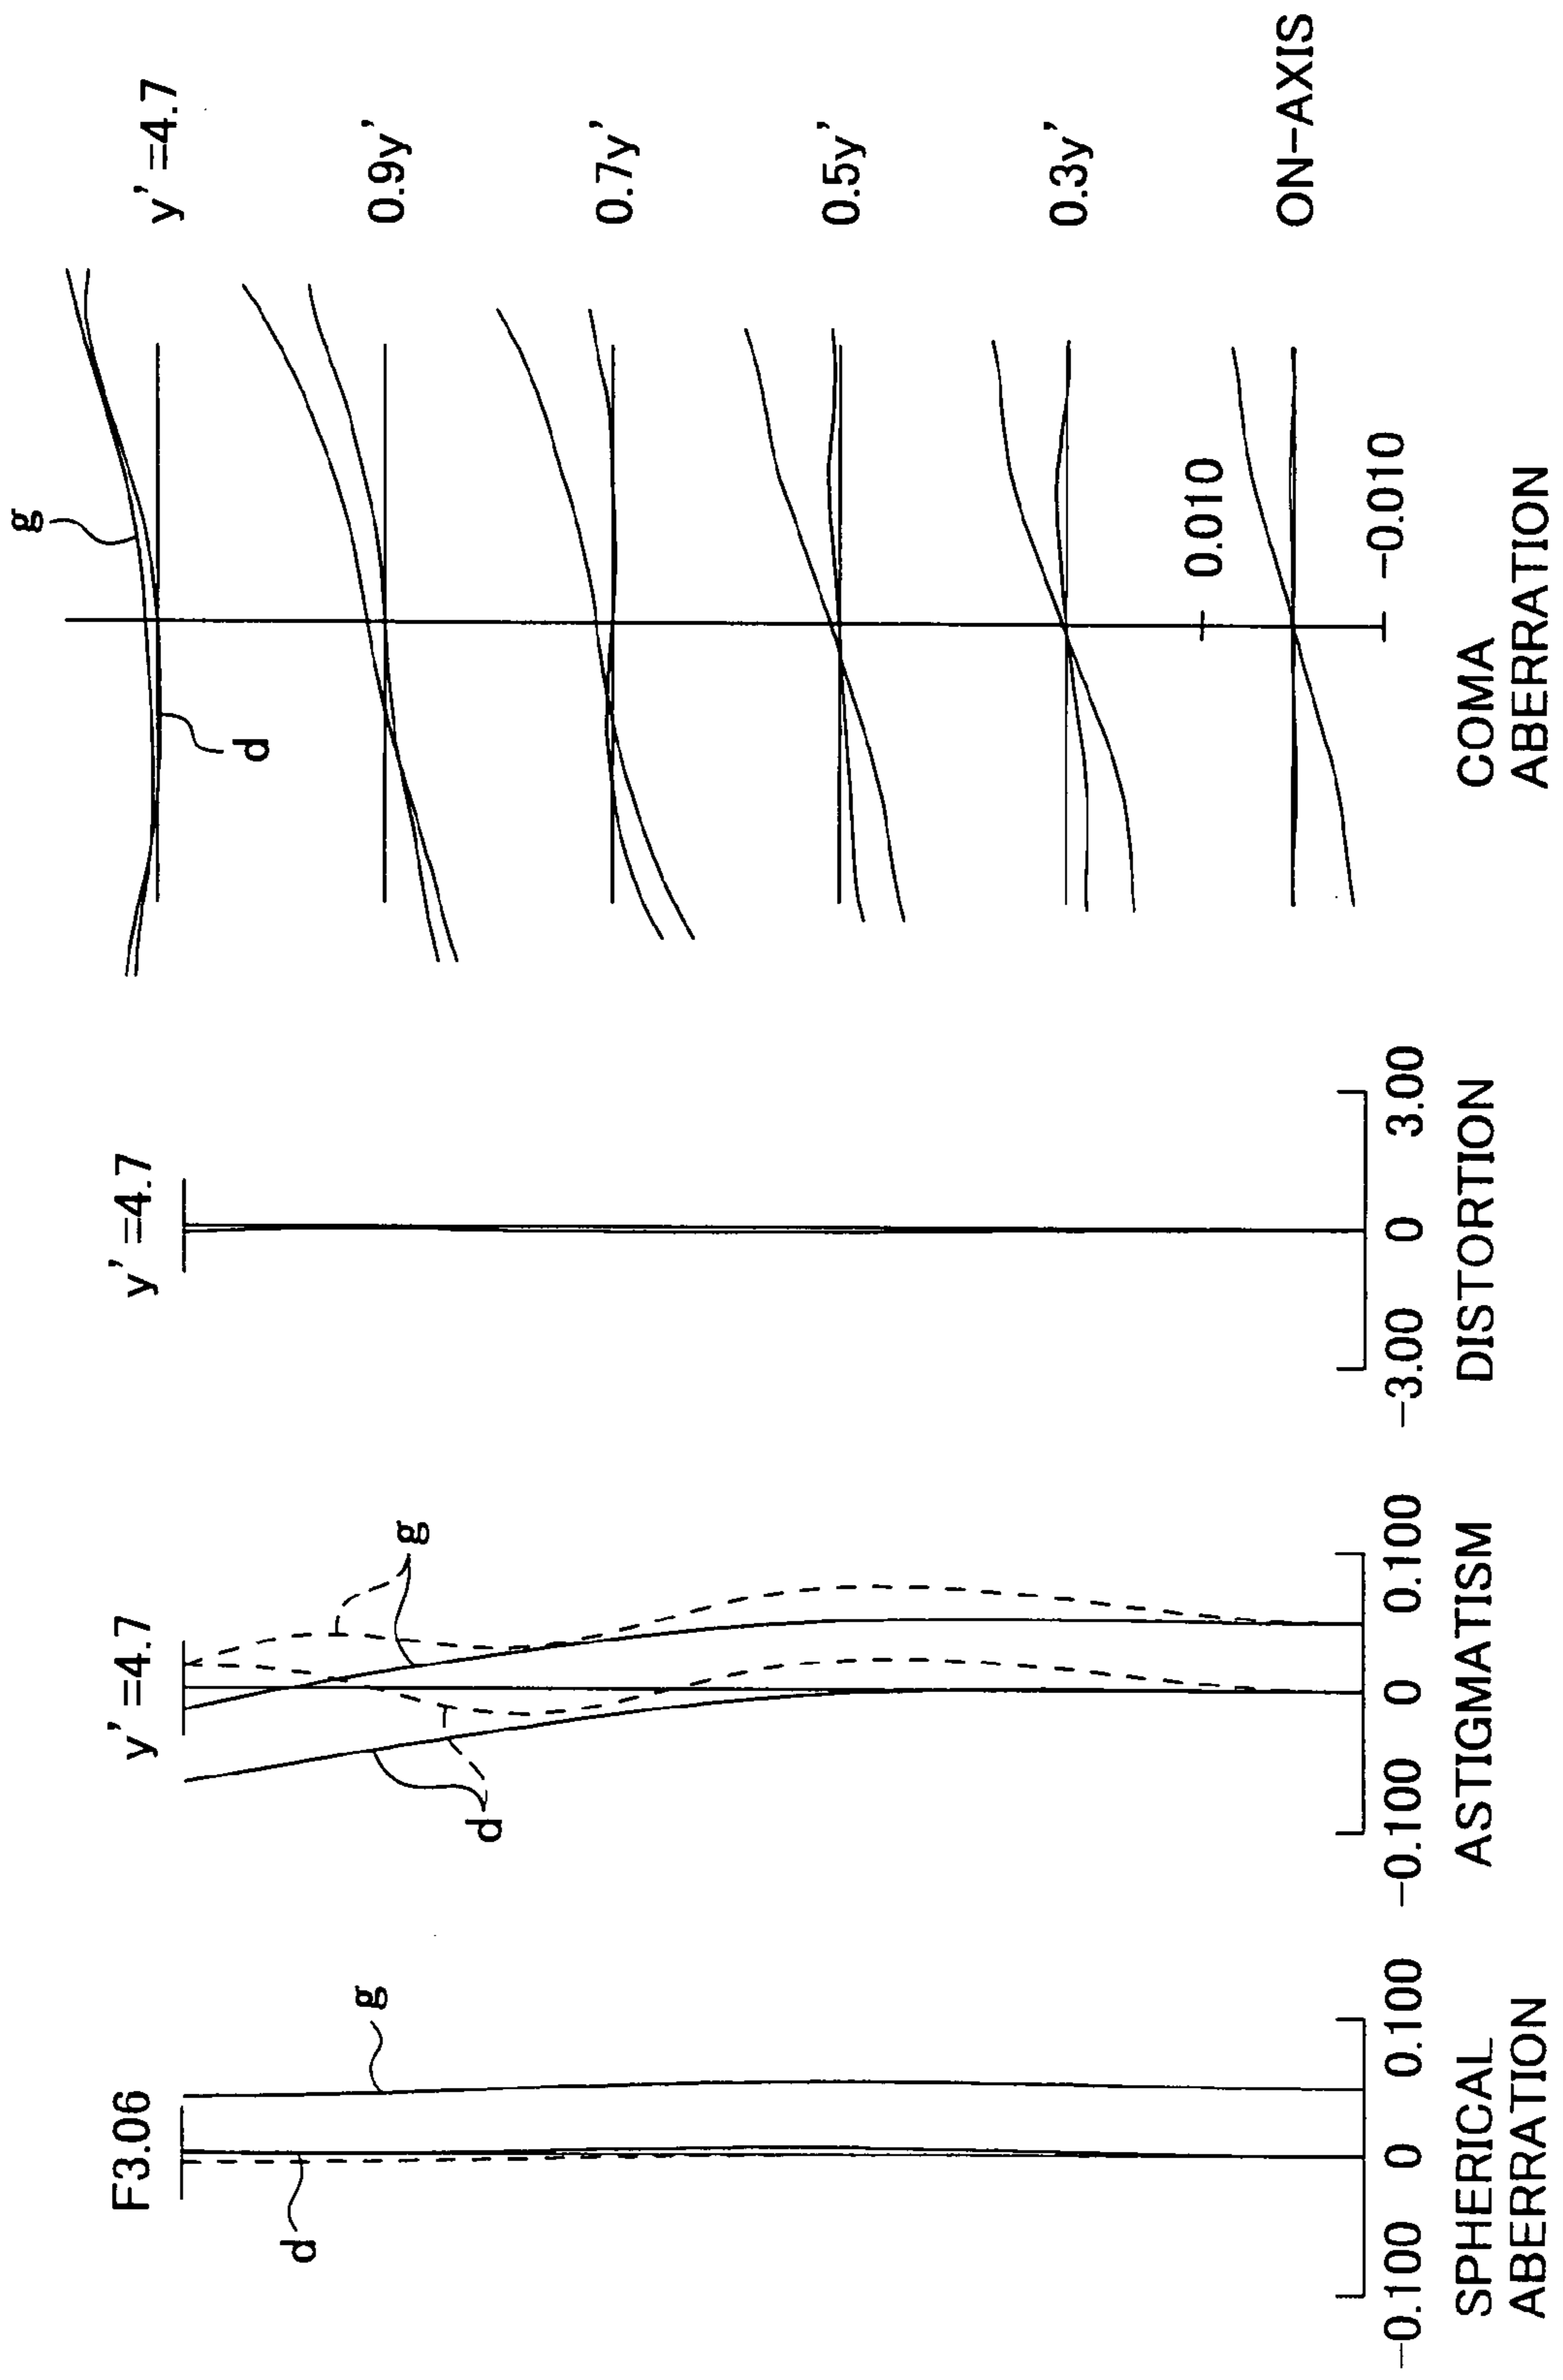 F3.06
g
d
-0.100 0 0.100
SPHERICAL
ABERRATION
y'=4.7
g
d
-0.100 0 0.100
ASTIGMATISM
y'=4.7
-3.00 0 3.00
DISTORTION
g
d
y'=4.7
0.9y'
0.7y'
0.5y'
0.3y'
0.010
ON-AXIS
-0.010
COMA
ABERRATION